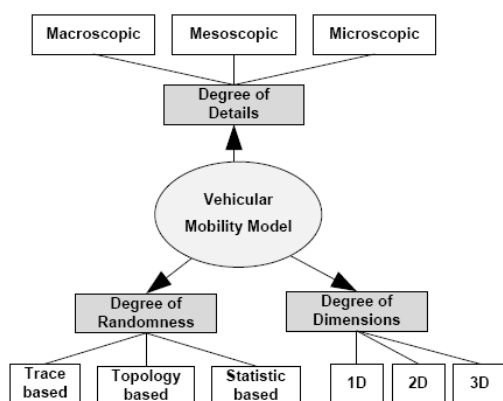 Macroscopic
Mesoscopic
Microscopic
Degree of
Details
Vehicular
Mobility Model
Degree of
Randomness
Degree of
Dimensions
Trace
based
Topology
based
Statistic
based
1D
2D
3D